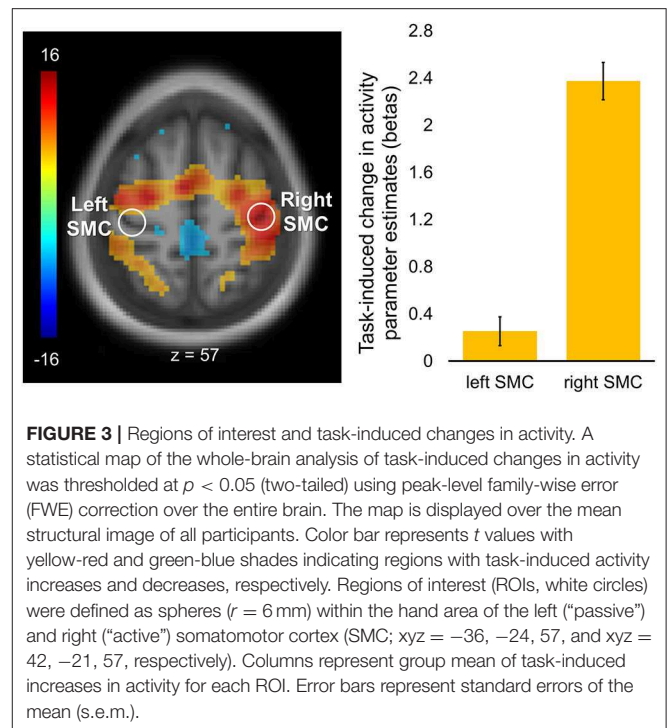 16
-16
Left
SMC
Right
SMC
z = 57
Task-induced change in activity
parameter estimates (betas)
2.8
2.4
2
1.6
1.2
0.8
0.4
0
left SMC
right SMC
FIGURE 3 | Regions of interest and task-induced changes in activity. A
statistical map of the whole-brain analysis of task-induced changes in activity
was thresholded at p < 0.05 (two-tailed) using peak-level family-wise error
(FWE) correction over the entire brain. The map is displayed over the mean
structural image of all participants. Color bar represents t values with
yellow-red and green-blue shades indicating regions with task-induced activity
increases and decreases, respectively. Regions of interest (ROIs, white circles)
were defined as spheres (r = 6 mm) within the hand area of the left (“passive”)
and right (“active”) somatomotor cortex (SMC; xyz = −36, −24, 57, and xyz =
42, −21, 57, respectively). Columns represent group mean of task-induced
increases in activity for each ROI. Error bars represent standard errors of the
mean (s.e.m.).